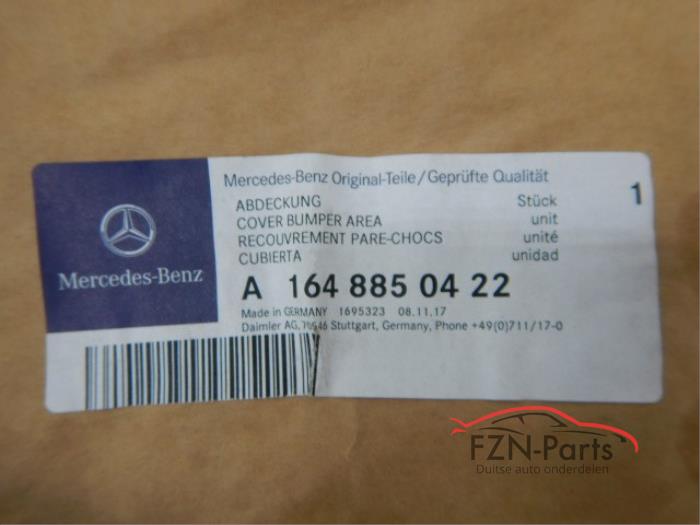 Mercedes-Benz Original-Teile/Geprüfte Qualität
ABDECKUNG Stück 1
COVER BUMPER AREA unit
RECOUVREMENT PARE-CHOCS unité
CUBIERTA unidad
Mercedes-Benz
A 164 885 04 22
Made in GERMANY 1695323 08.11.17
Daimler AG, Stuttgart, Germany, Phone +49(0)711/17-0
FZN-Parts
Duitse auto onderdelen